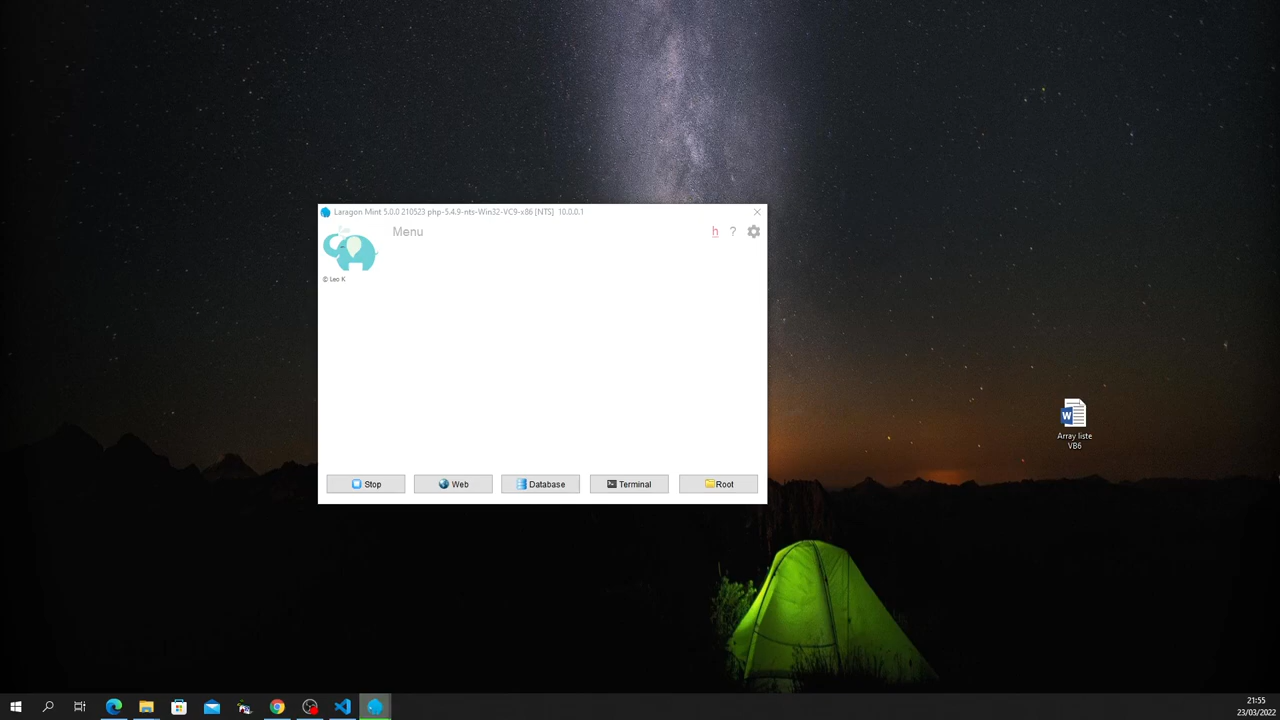 Laragon Mint 5.0.0 210523 php-5.4.9-nts-Win32-VC9-x86 [NTS] 10.0.0.1
Menu
h
?
© Leo K
Stop
Web
Database
Terminal
Root
Array liste
VB6
21:55
23/03/2022